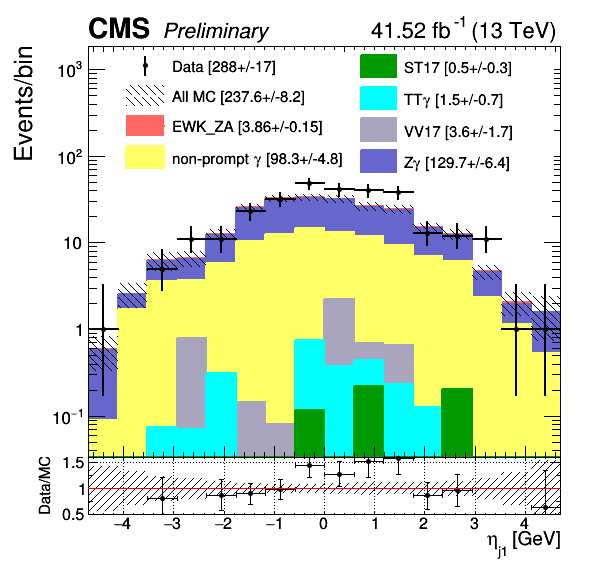 CMS Preliminary 41.52 fb⁻¹ (13 TeV)
Events/bin
10³
10²
10
1
10⁻¹
Data [288+/-17]
All MC [237.6+/-8.2]
EWK_ZA [3.86+/-0.15]
non-prompt γ [98.3+/-4.8]
ST17 [0.5+/-0.3]
TTγ [1.5+/-0.7]
VV17 [3.6+/-1.7]
Zγ [129.7+/-6.4]
Data/MC
1.5
1
0.5
−4 −3 −2 −1 0 1 2 3 4
η_j1 [GeV]